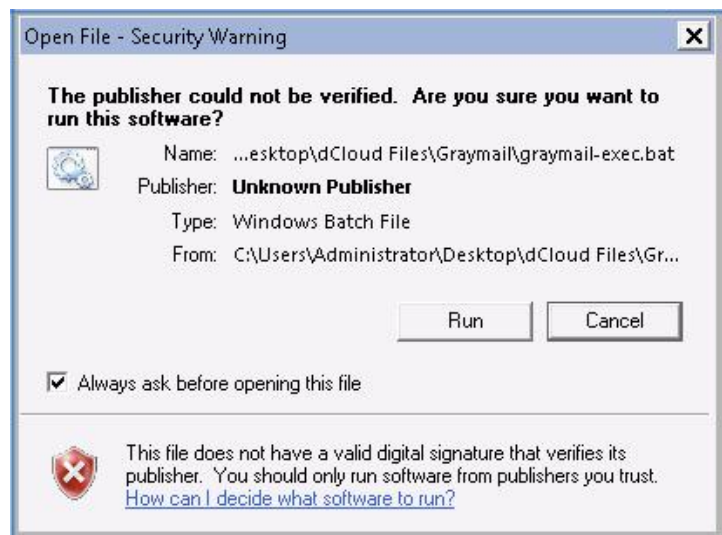 Open File - Security Warning
The publisher could not be verified.  Are you sure you want to
run this software?
Name: ...esktop\dCloud Files\Graymail\graymail-exec.bat
Publisher: Unknown Publisher
Type: Windows Batch File
From: C:\Users\Administrator\Desktop\dCloud Files\Gr...
Run Cancel
Always ask before opening this file
This file does not have a valid digital signature that verifies its
publisher.  You should only run software from publishers you trust.
How can I decide what software to run?